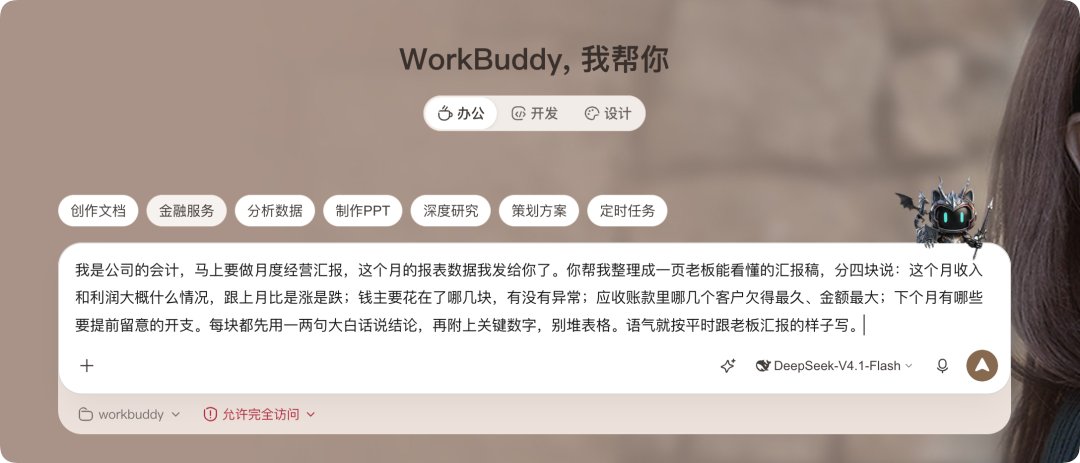 WorkBuddy, 我帮你
办公 开发 设计
创作文档 金融服务 分析数据 制作PPT 深度研究 策划方案 定时任务
我是公司的会计，马上要做月度经营汇报，这个月的报表数据我发给你了。你帮我整理成一页老板能看懂的汇报稿，分四块说：这个月收入
和利润大概什么情况，跟上月比是涨是跌；钱主要花在了哪几块，有没有异常；应收账款里哪几个客户欠得最久、金额最大；下个月有哪些
要提前留意的开支。每块都先用一两句大白话说结论，再附上关键数字，别堆表格。语气就按平时跟老板汇报的样子写。
DeepSeek-V4.1-Flash
workbuddy 允许完全访问